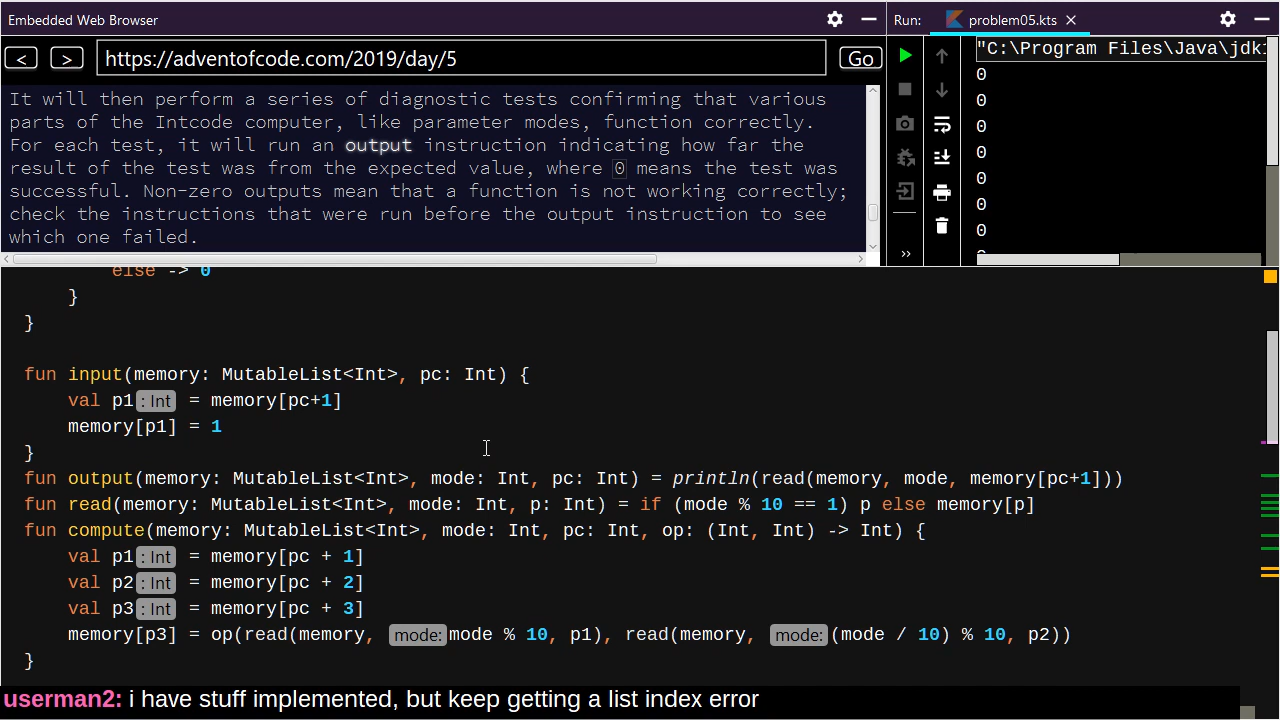 Embedded Web Browser
Run: problem05.kts
< > https://adventofcode.com/2019/day/5 Go
It will then perform a series of diagnostic tests confirming that various
parts of the Intcode computer, like parameter modes, function correctly.
For each test, it will run an output instruction indicating how far the
result of the test was from the expected value, where 0 means the test was
successful. Non-zero outputs mean that a function is not working correctly;
check the instructions that were run before the output instruction to see
which one failed.
"C:\Program Files\Java\jdk
0
0
0
0
0
0
0
else -> 0
}
}
fun input(memory: MutableList<Int>, pc: Int) {
val p1 : Int = memory[pc+1]
memory[p1] = 1
}
fun output(memory: MutableList<Int>, mode: Int, pc: Int) = println(read(memory, mode, memory[pc+1]))
fun read(memory: MutableList<Int>, mode: Int, p: Int) = if (mode % 10 == 1) p else memory[p]
fun compute(memory: MutableList<Int>, mode: Int, pc: Int, op: (Int, Int) -> Int) {
val p1 : Int = memory[pc + 1]
val p2 : Int = memory[pc + 2]
val p3 : Int = memory[pc + 3]
memory[p3] = op(read(memory, mode: mode % 10, p1), read(memory, mode: (mode / 10) % 10, p2))
}
userman2: i have stuff implemented, but keep getting a list index error